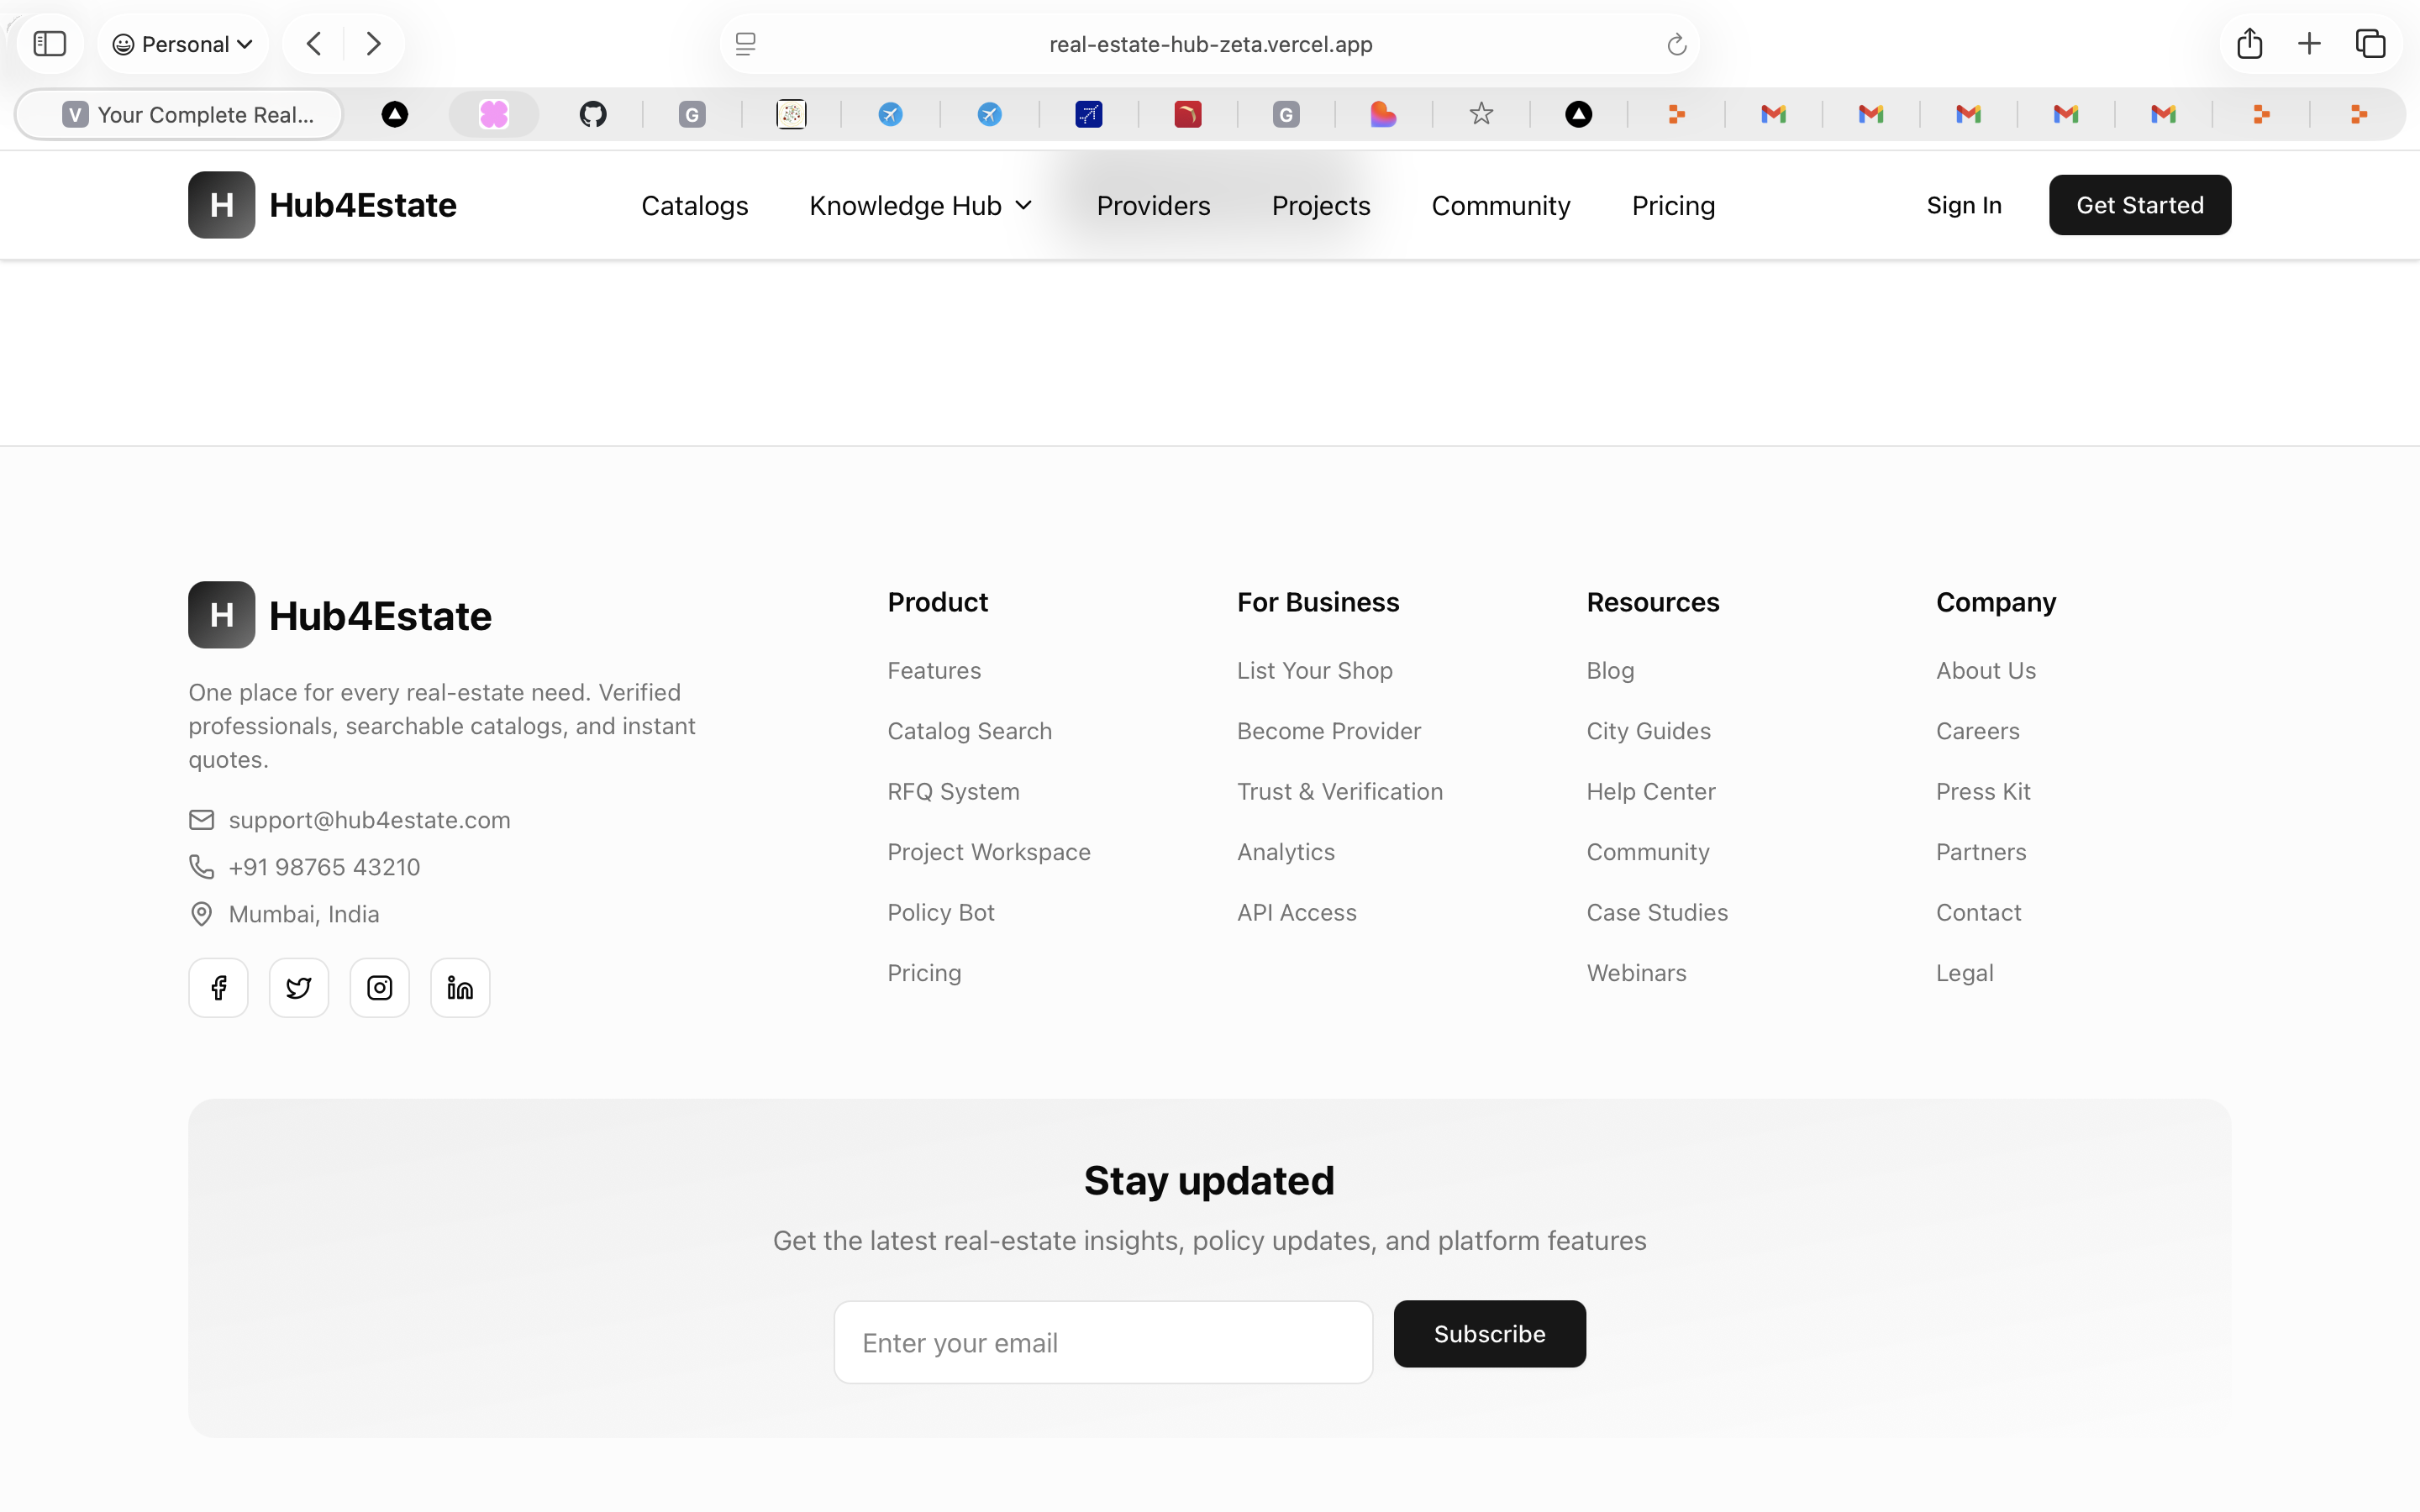 Personal
real-estate-hub-zeta.vercel.app
V Your Complete Real...
G
G
H Hub4Estate
Catalogs
Knowledge Hub
Providers
Projects
Community
Pricing
Sign In
Get Started
H Hub4Estate
One place for every real-estate need. Verified
professionals, searchable catalogs, and instant
quotes.
support@hub4estate.com
+91 98765 43210
Mumbai, India
Product
Features
Catalog Search
RFQ System
Project Workspace
Policy Bot
Pricing
For Business
List Your Shop
Become Provider
Trust & Verification
Analytics
API Access
Resources
Blog
City Guides
Help Center
Community
Case Studies
Webinars
Company
About Us
Careers
Press Kit
Partners
Contact
Legal
Stay updated
Get the latest real-estate insights, policy updates, and platform features
Enter your email
Subscribe